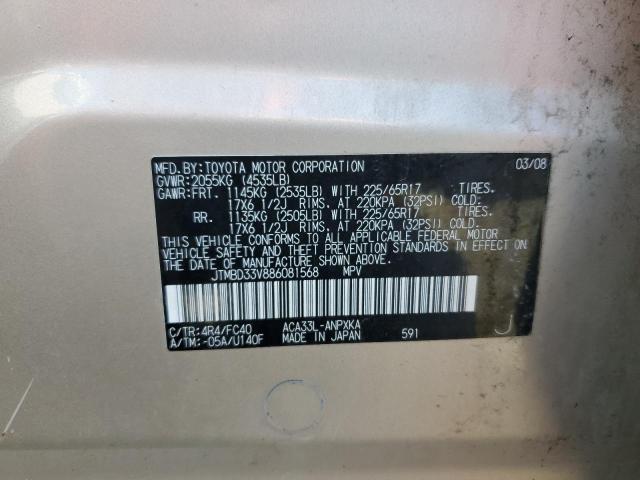 MFD.BY:TOYOTA MOTOR CORPORATION 03/08
GVWR:2055KG (4535LB)
GAWR:FRT. 1145KG (2535LB) WITH 225/65R17 TIRES.
17X6 1/2J RIMS. AT 220KPA (32PSI) COLD.
RR. 1135KG (2505LB) WITH 225/65R17 TIRES.
17X6 1/2J RIMS. AT 220KPA (32PSI) COLD.
THIS VEHICLE CONFORMS TO ALL APPLICABLE FEDERAL MOTOR
VEHICLE SAFETY AND THEFT PREVENTION STANDARDS IN EFFECT
ON THE DATE OF MANUFACTURE SHOWN ABOVE.
JTMBD33V886081568 MPV
C/TR:4R4/FC40 ACA33L-ANPXKA
A/TM:-05A/U140F MADE IN JAPAN 591 J